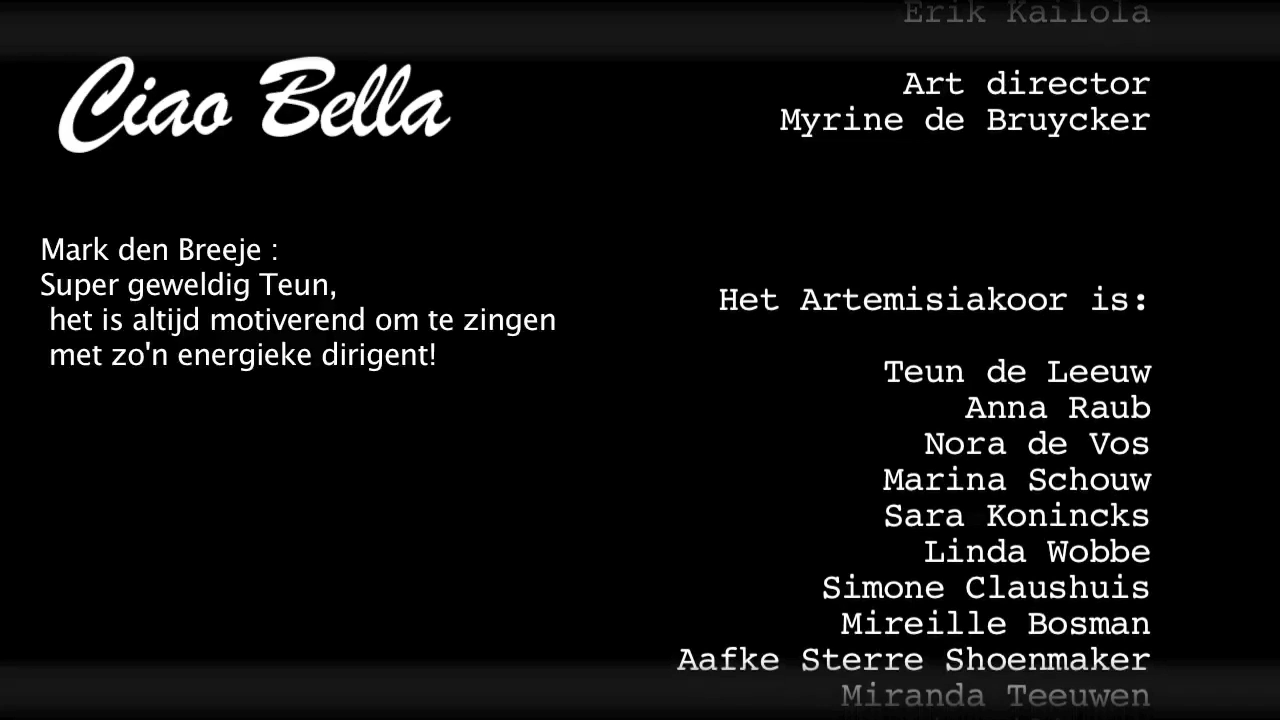 Ciao Bella
Mark den Breeje :
Super geweldig Teun,
het is altijd motiverend om te zingen
met zo'n energieke dirigent!
Erik Kailola
Art director
Myrine de Bruycker
Het Artemisiakoor is:
Teun de Leeuw
Anna Raub
Nora de Vos
Marina Schouw
Sara Konincks
Linda Wobbe
Simone Claushuis
Mireille Bosman
Aafke Sterre Shoenmaker
Miranda Teeuwen